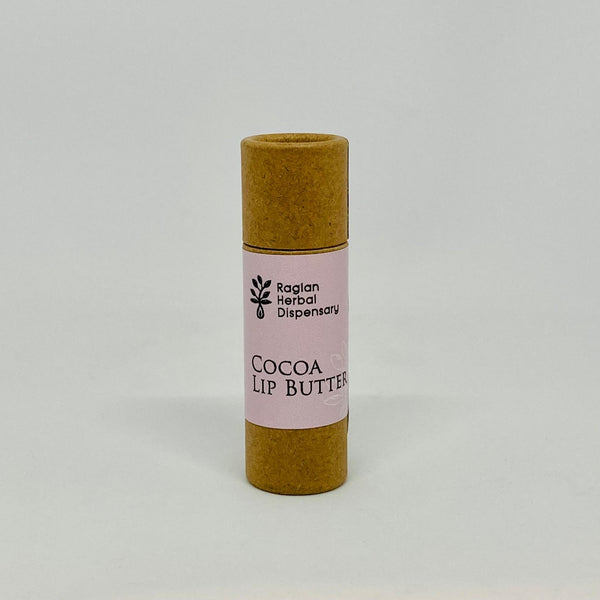 Raglan
Herbal
Dispensary
COCOA
LIP BUTTER